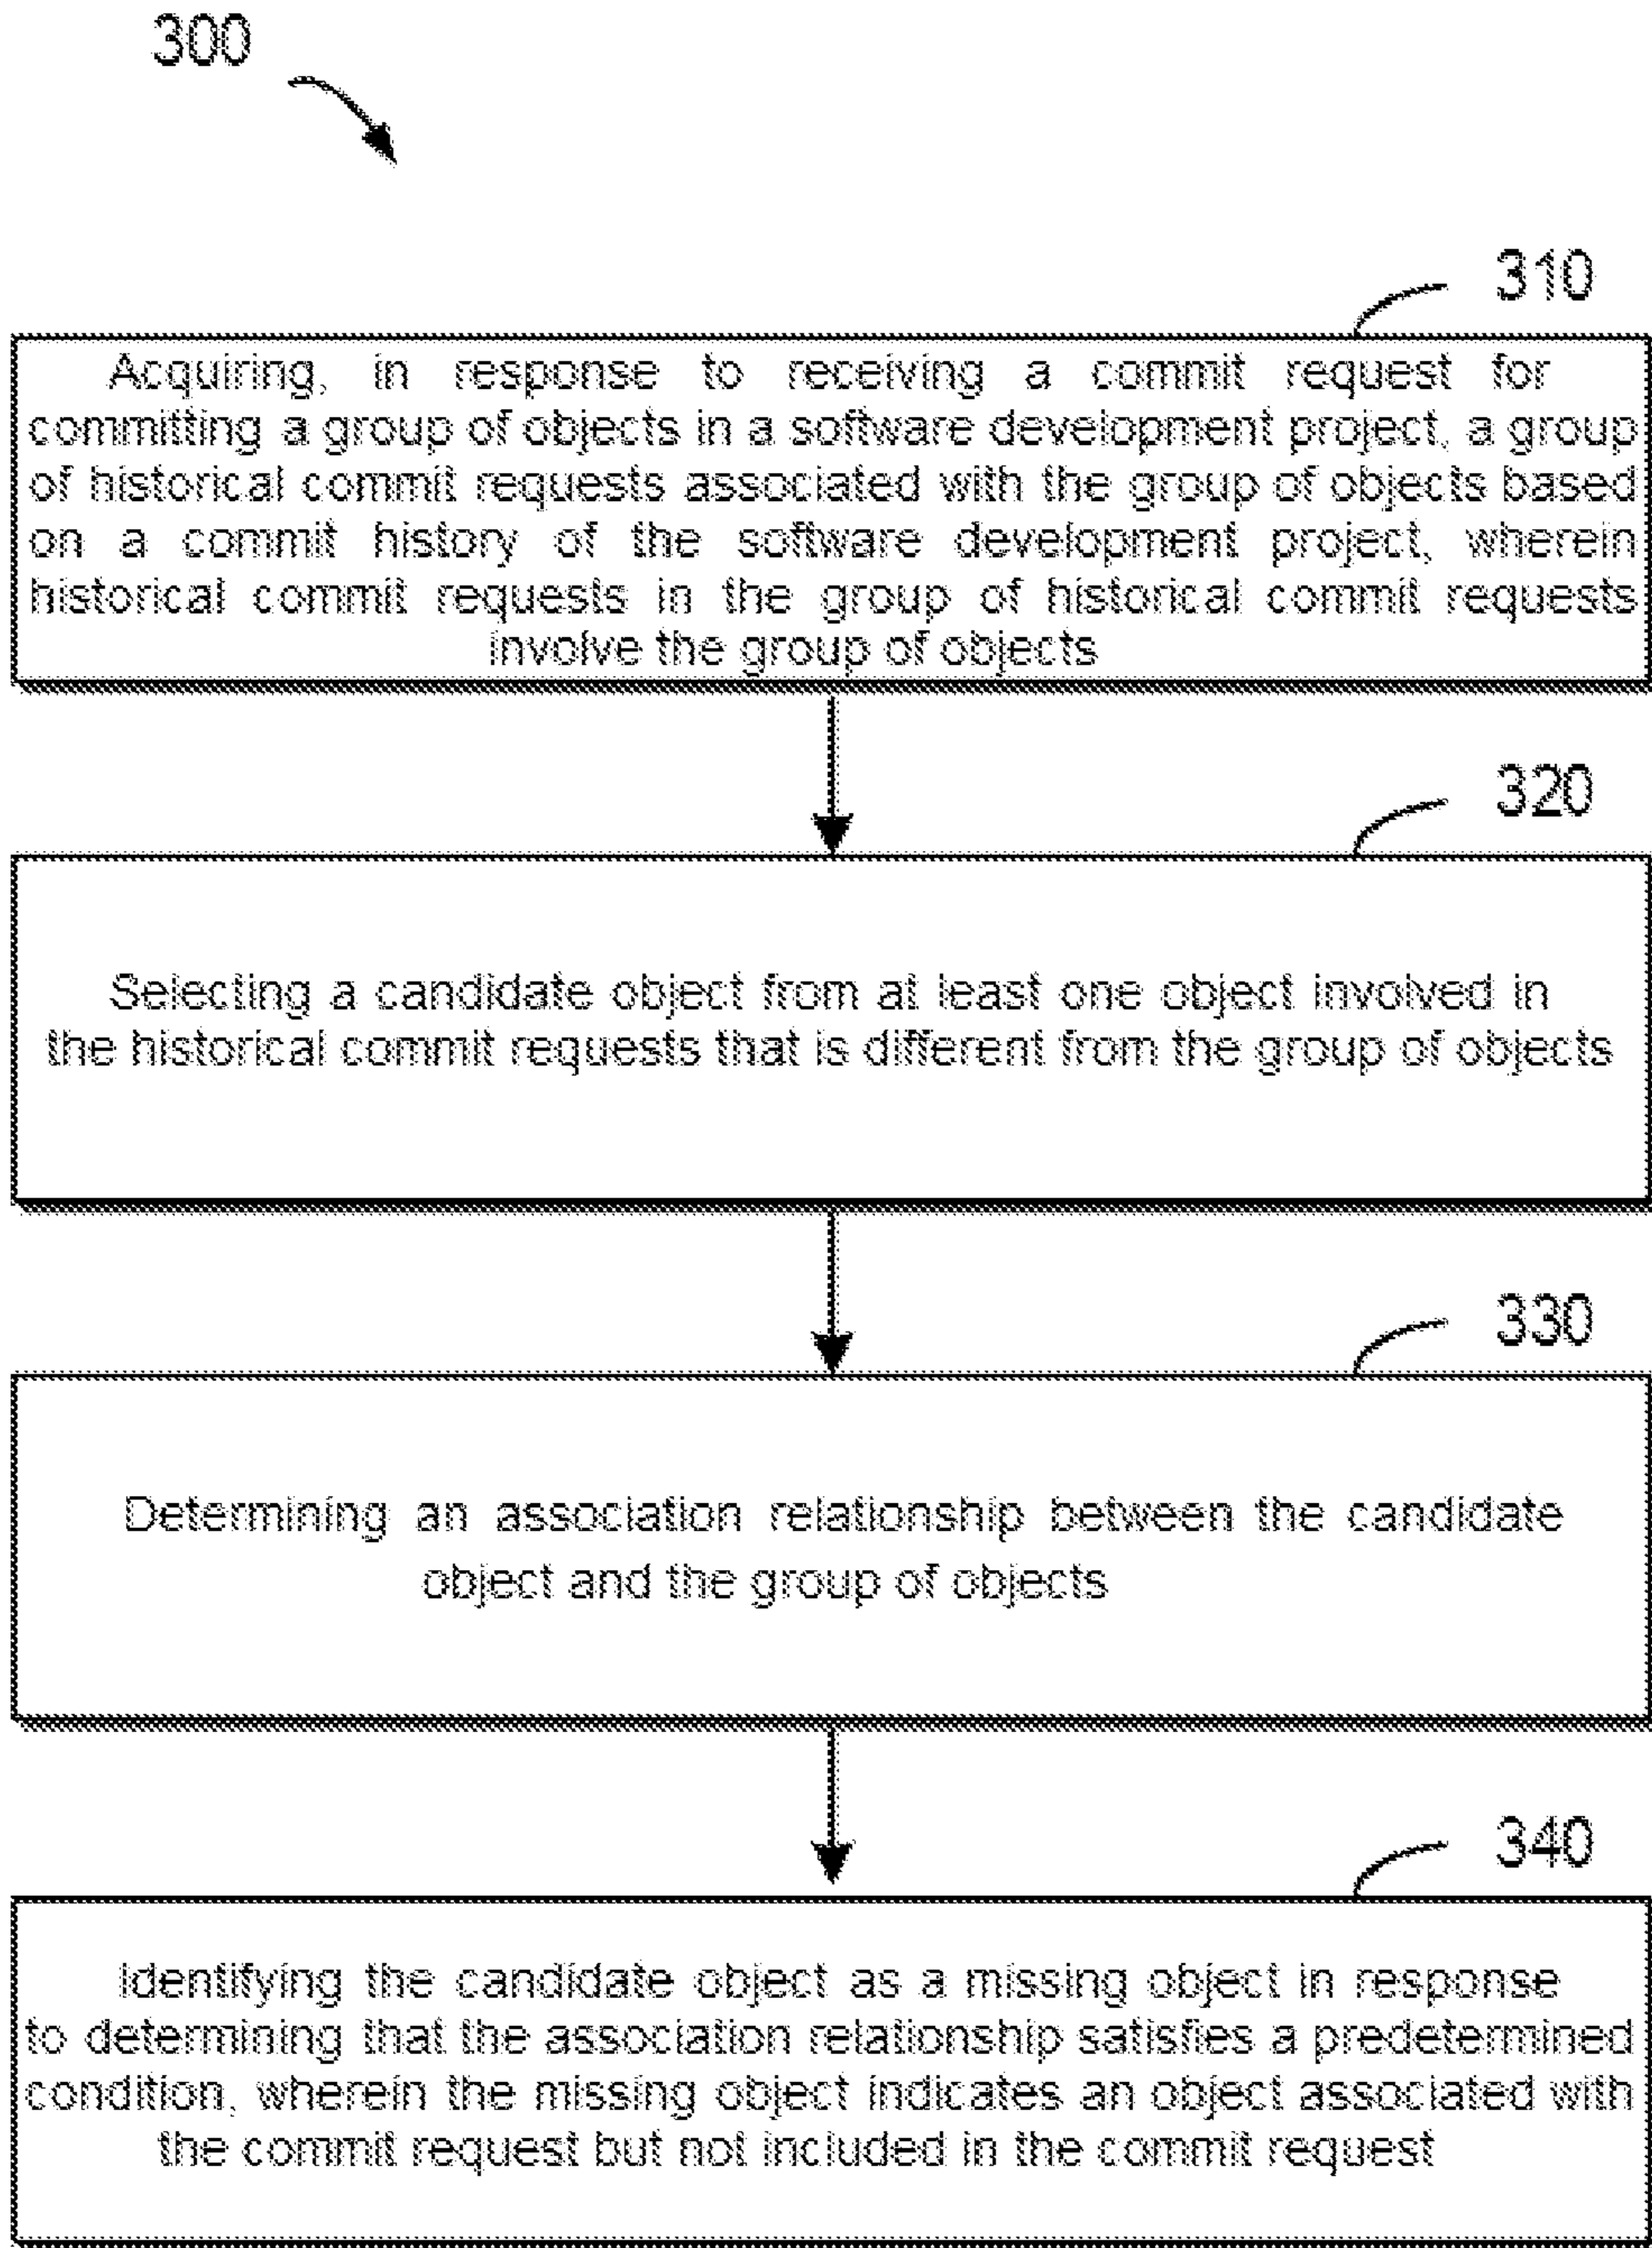 300
310
Acquiring, in response to receiving a commit request for
committing a group of objects in a software development project, a group
of historical commit requests associated with the group of objects based
on a commit history of the software development project, wherein
historical commit requests in the group of historical commit requests
involve the group of objects
320
Selecting a candidate object from at least one object involved in
the historical commit requests that is different from the group of objects
330
Determining an association relationship between the candidate
object and the group of objects
340
Identifying the candidate object as a missing object in response
to determining that the association relationship satisfies a predetermined
condition, wherein the missing object indicates an object associated with
the commit request but not included in the commit request